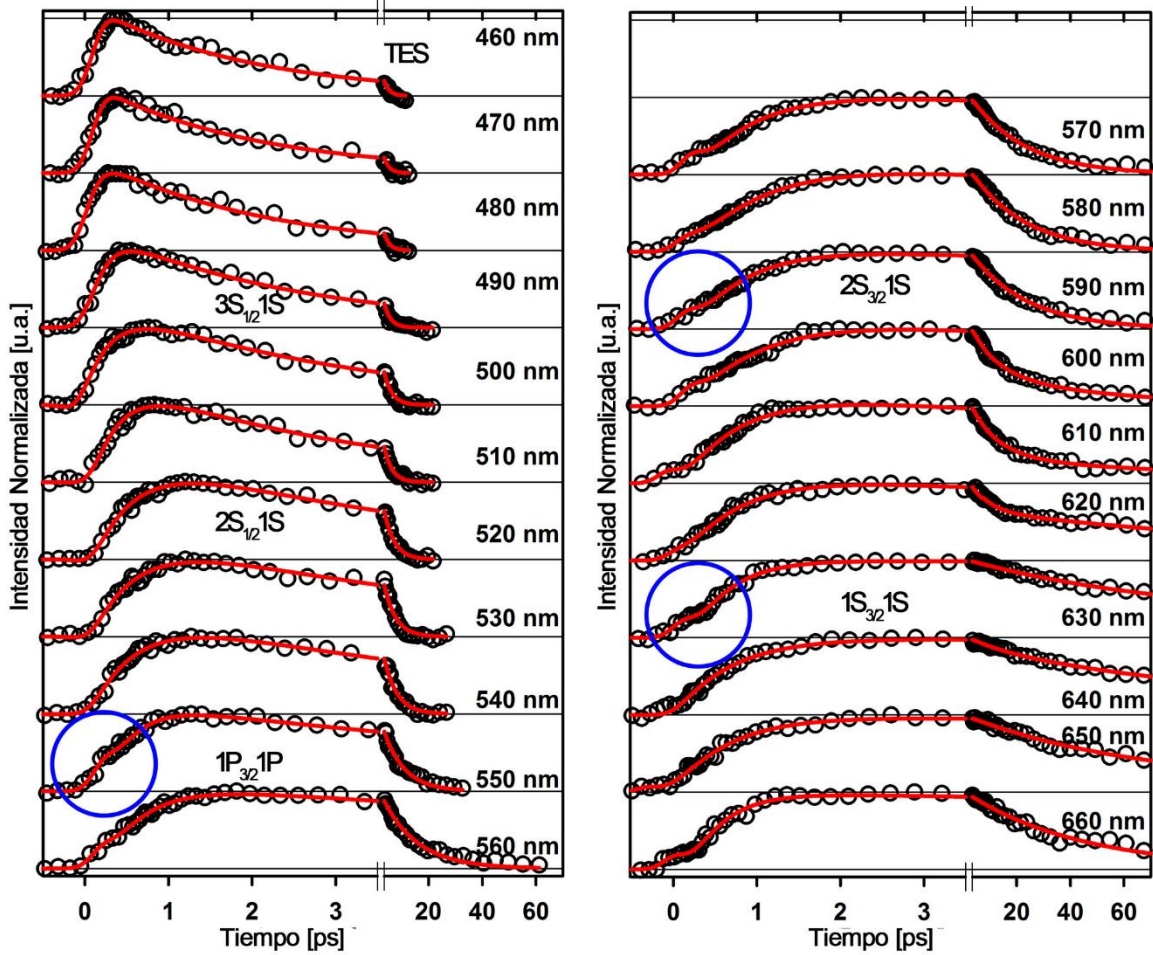 460 nm
TES
470 nm
480 nm
490 nm
3S1/21S
500 nm
510 nm
520 nm
2S1/21S
530 nm
540 nm
550 nm
1P3/21P
560 nm
0 1 2 3 20 40 60
Tiempo [ps]
Intensidad Normalizada [u.a.]
570 nm
580 nm
590 nm
2S3/21S
600 nm
610 nm
620 nm
630 nm
1S3/21S
640 nm
650 nm
660 nm
0 1 2 3 20 40 60
Tiempo [ps]
Intensidad Normalizada [u.a.]